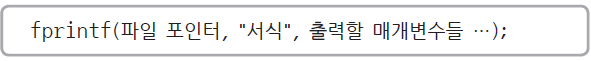 fprintf(파일 포인터, "서식", 출력할 매개변수들 …);